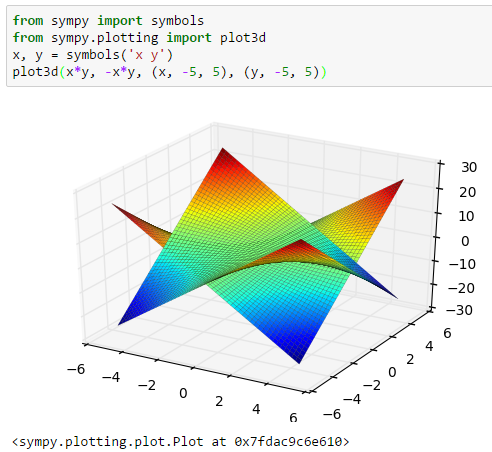 from sympy import symbols
from sympy.plotting import plot3d
x, y = symbols('x y')
plot3d(x*y, -x*y, (x, -5, 5), (y, -5, 5))
30
20
10
0
−10
−20
−30
−6 −4 −2 0 2 4 6
−6 −4 −2 0 2 4 6
<sympy.plotting.plot.Plot at 0x7fdac9c6e610>